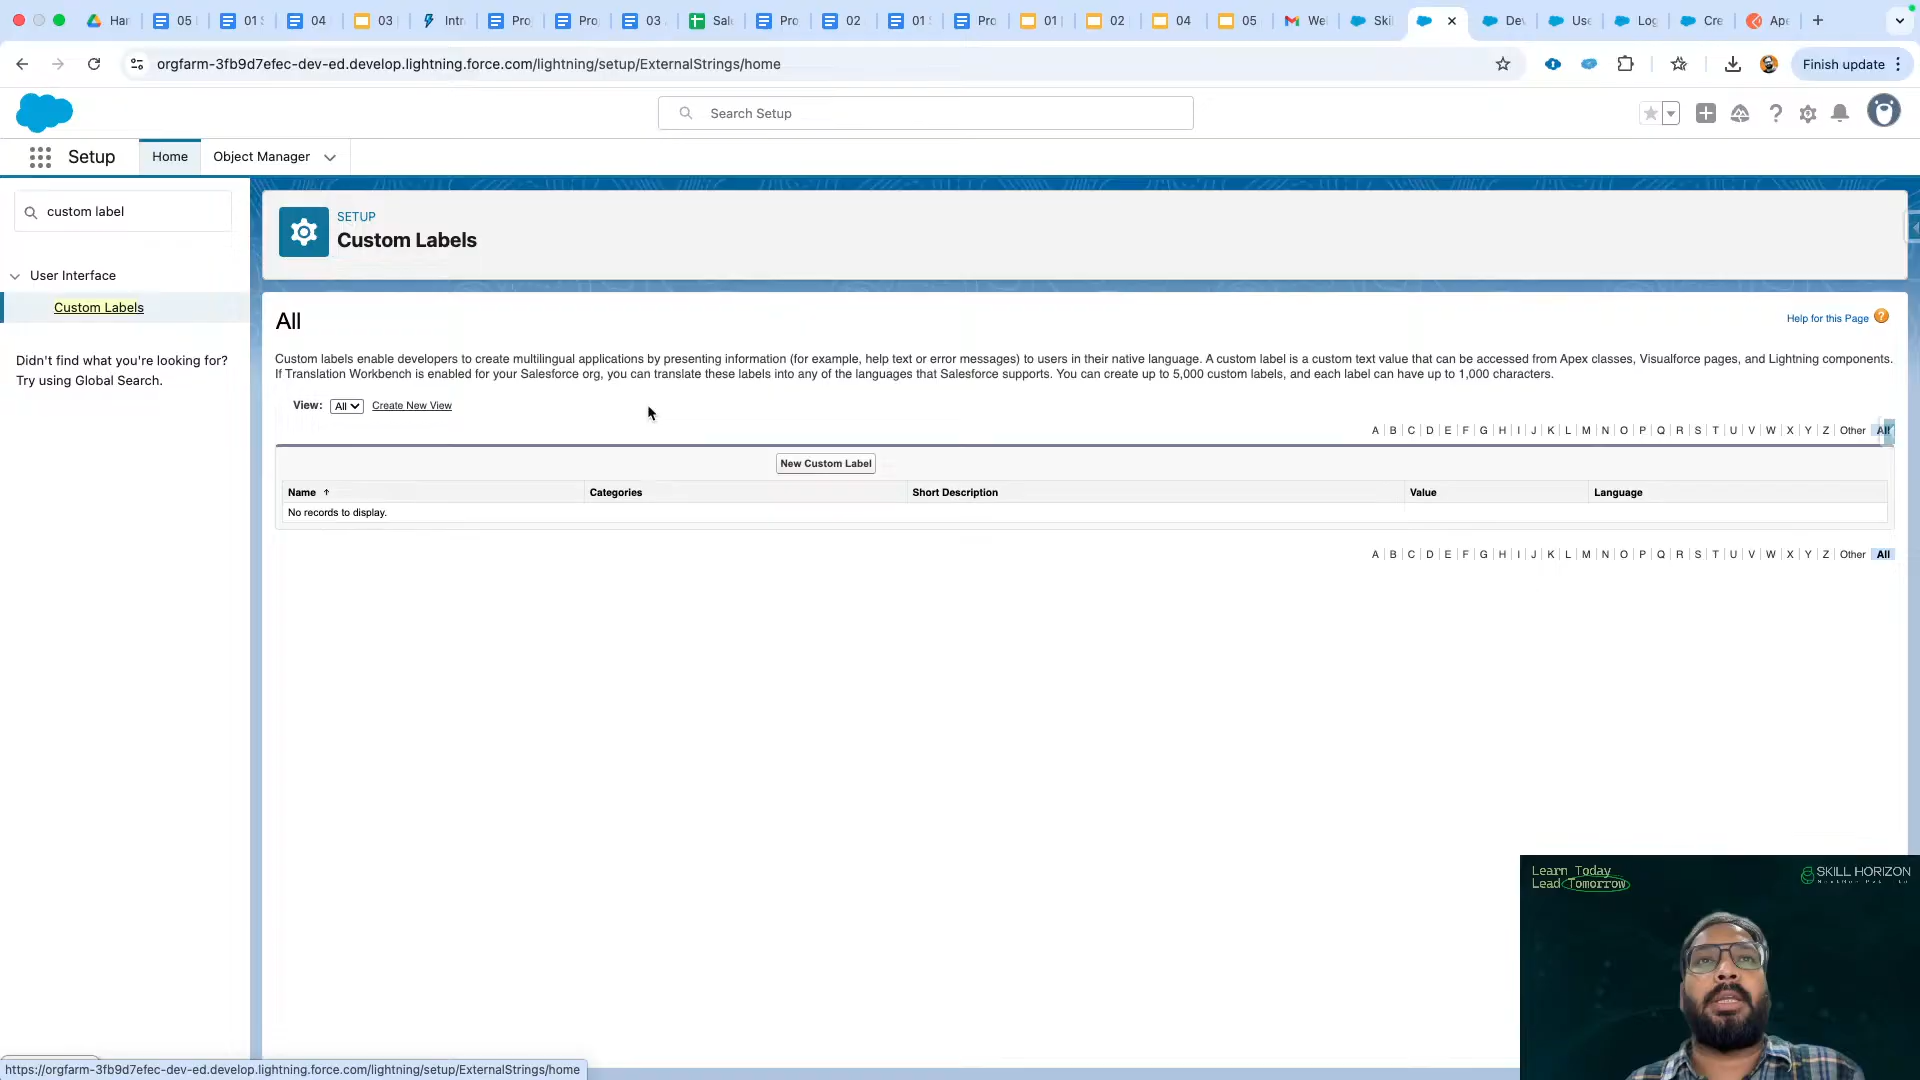 Har
05
01
04
03
Intr
Pro
Pro
03
Sale
Pro
02
01
Pro
01
02
04
05
Wel
Skil
Dev
Use
Log
Cre
Ape
orgfarm-3fb9d7efec-dev-ed.develop.lightning.force.com/lightning/setup/ExternalStrings/home
Finish update
Search Setup
Setup
Home
Object Manager
custom label
User Interface
Custom Labels
Didn't find what you're looking for?
Try using Global Search.
SETUP
Custom Labels
All
Help for this Page
Custom labels enable developers to create multilingual applications by presenting information (for example, help text or error messages) to users in their native language. A custom label is a custom text value that can be accessed from Apex classes, Visualforce pages, and Lightning components.
If Translation Workbench is enabled for your Salesforce org, you can translate these labels into any of the languages that Salesforce supports. You can create up to 5,000 custom labels, and each label can have up to 1,000 characters.
View: All Create New View
A | B | C | D | E | F | G | H | I | J | K | L | M | N | O | P | Q | R | S | T | U | V | W | X | Y | Z | Other All
New Custom Label
Name ↑ Categories Short Description Value Language
No records to display.
A | B | C | D | E | F | G | H | I | J | K | L | M | N | O | P | Q | R | S | T | U | V | W | X | Y | Z | Other All
Learn Today
Lead Tomorrow
SKILL HORIZON
https://orgfarm-3fb9d7efec-dev-ed.develop.lightning.force.com/lightning/setup/ExternalStrings/home